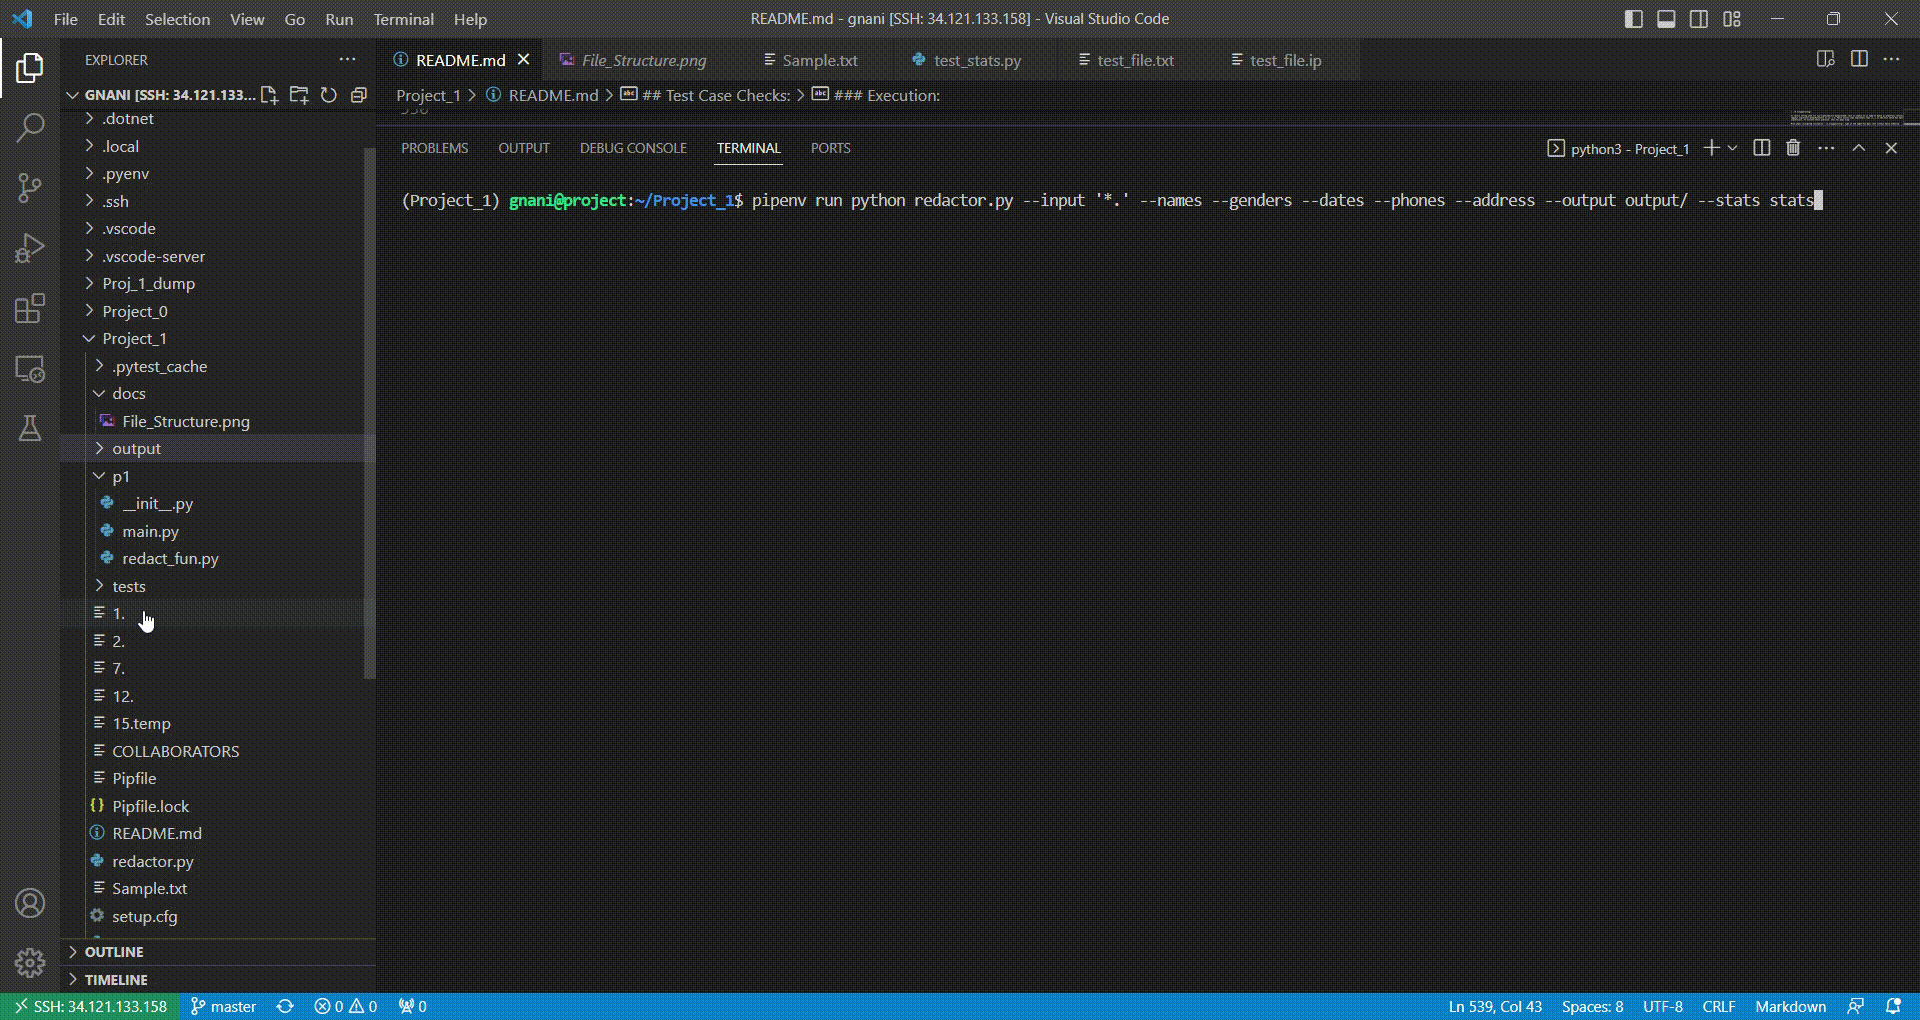 File Edit Selection View Go Run Terminal Help
README.md - gnani [SSH: 34.121.133.158] - Visual Studio Code
EXPLORER
README.md
File_Structure.png
Sample.txt
test_stats.py
test_file.txt
test_file.ip
GNANI [SSH: 34.121.133...
Project_1 > README.md > ## Test Case Checks: > ### Execution:
.dotnet
.local
.pyenv
.ssh
.vscode
.vscode-server
Proj_1_dump
Project_0
Project_1
.pytest_cache
docs
File_Structure.png
output
p1
__init__.py
main.py
redact_fun.py
tests
1.
2.
7.
12.
15.temp
COLLABORATORS
Pipfile
Pipfile.lock
README.md
redactor.py
Sample.txt
setup.cfg
OUTLINE
TIMELINE
PROBLEMS OUTPUT DEBUG CONSOLE TERMINAL PORTS
python3 - Project_1
(Project_1) gnani@project:~/Project_1$ pipenv run python redactor.py --input '*.' --names --genders --dates --phones --address --output output/ --stats stats
SSH: 34.121.133.158 master 0 0 0
Ln 539, Col 43 Spaces: 8 UTF-8 CRLF Markdown